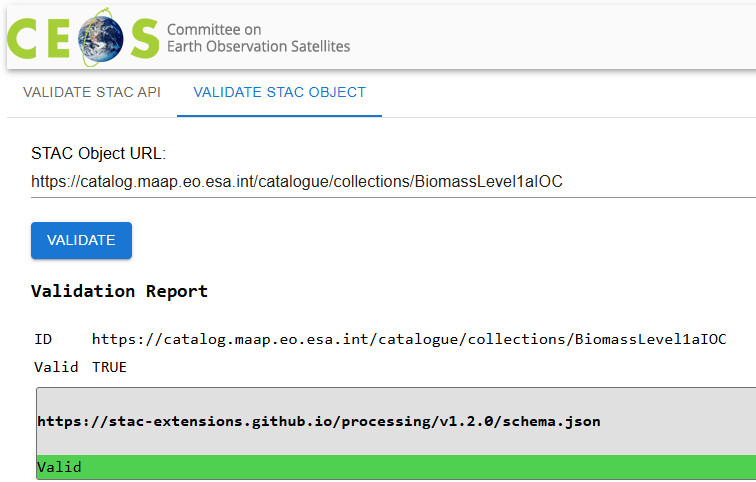 CEOS
Committee on
Earth Observation Satellites
VALIDATE STAC API
VALIDATE STAC OBJECT
STAC Object URL:
https://catalog.maap.eo.esa.int/catalogue/collections/BiomassLevel1aIOC
VALIDATE
Validation Report
ID https://catalog.maap.eo.esa.int/catalogue/collections/BiomassLevel1aIOC
Valid TRUE
https://stac-extensions.github.io/processing/v1.2.0/schema.json
Valid